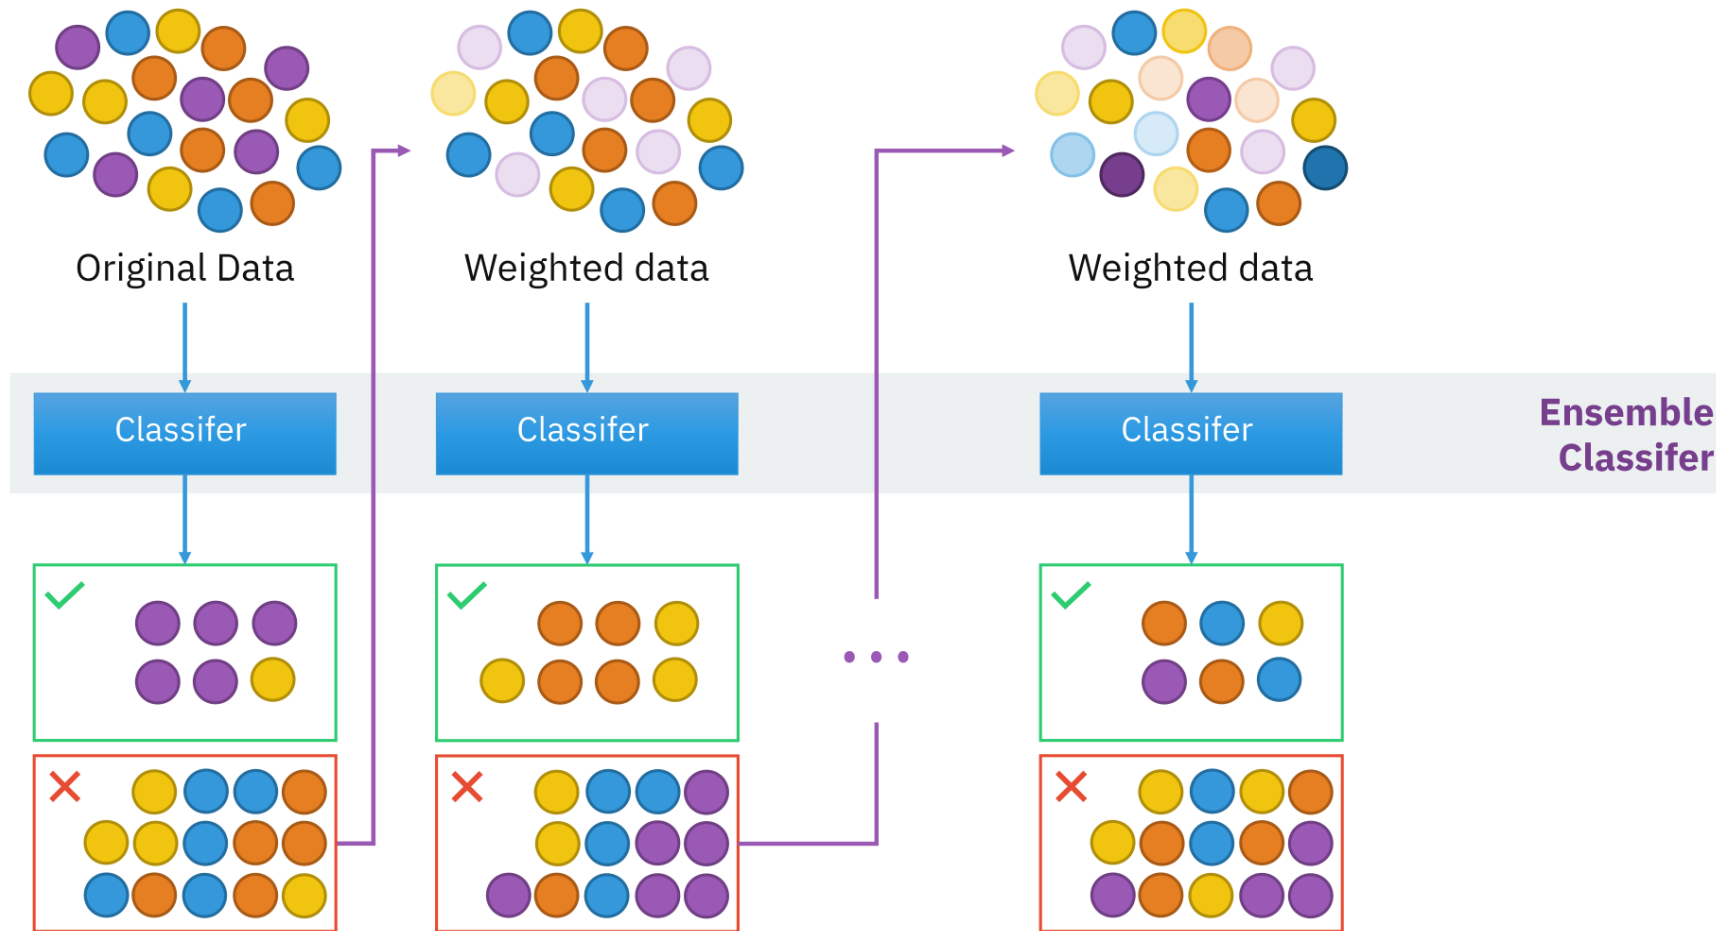 Original Data
Weighted data
Weighted data
Classifer
Classifer
Classifer
Ensemble
Classifer